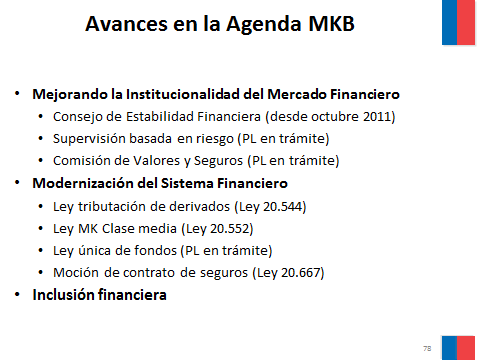 Avances en la Agenda MKB
• Mejorando la Institucionalidad del Mercado Financiero
• Consejo de Estabilidad Financiera (desde octubre 2011)
• Supervisión basada en riesgo (PL en trámite)
• Comisión de Valores y Seguros (PL en trámite)
• Modernización del Sistema Financiero
• Ley tributación de derivados (Ley 20.544)
• Ley MK Clase media (Ley 20.552)
• Ley única de fondos (PL en trámite)
• Moción de contrato de seguros (Ley 20.667)
• Inclusión financiera
78